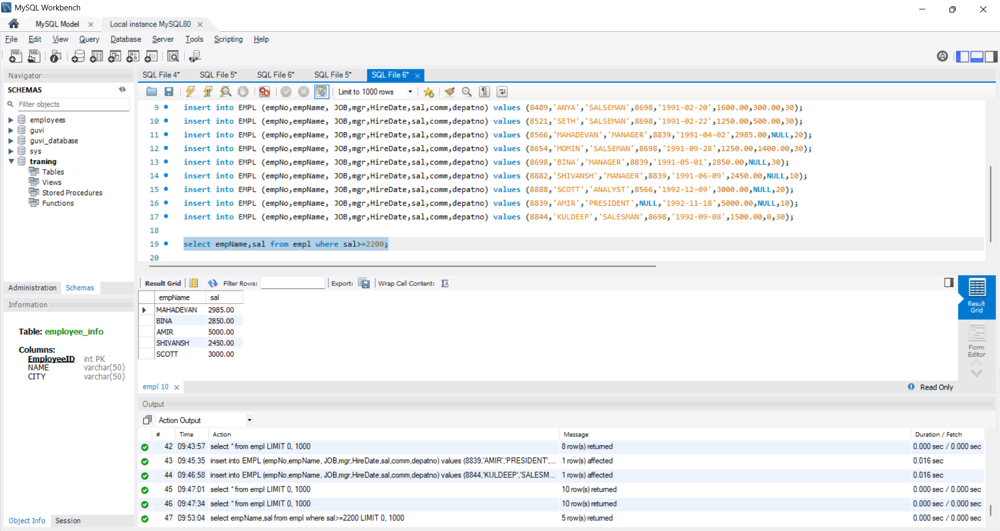 MySQL Workbench
MySQL Model
Local instance MySQL80
File Edit View Query Database Server Tools Scripting Help
Navigator
SCHEMAS
Filter objects
employees
guvi
guvi_database
sys
traning
Tables
Views
Stored Procedures
Functions
Administration Schemas
Information
Table: employee_info
Columns:
EmployeeID int PK
NAME varchar(50)
CITY varchar(50)
Object Info Session
SQL File 4* SQL File 5* SQL File 6* SQL File 5* SQL File 6*
Limit to 1000 rows
9 insert into EMPL (empNo,empName, JOB,mgr,HireDate,sal,comm,depatno) values (8489,'ANYA','SALSEMAN',8698,'1991-02-20',1600.00,300.00,30);
10 insert into EMPL (empNo,empName, JOB,mgr,HireDate,sal,comm,depatno) values (8521,'SETH','SALSEMAN',8698,'1991-02-22',1250.00,500.00,30);
11 insert into EMPL (empNo,empName, JOB,mgr,HireDate,sal,comm,depatno) values (8566,'MAHADEVAN','MANAGER',8839,'1991-04-02',2985.00,NULL,20);
12 insert into EMPL (empNo,empName, JOB,mgr,HireDate,sal,comm,depatno) values (8654,'MOMIN','SALSEMAN',8698,'1991-09-28',1250.00,1400.00,30);
13 insert into EMPL (empNo,empName, JOB,mgr,HireDate,sal,comm,depatno) values (8698,'BINA','MANAGER',8839,'1991-05-01',2850.00,NULL,30);
14 insert into EMPL (empNo,empName, JOB,mgr,HireDate,sal,comm,depatno) values (8882,'SHIVANSH','MANAGER',8839,'1991-06-09',2450.00,NULL,10);
15 insert into EMPL (empNo,empName, JOB,mgr,HireDate,sal,comm,depatno) values (8888,'SCOTT','ANALYST',8566,'1992-12-09',3000.00,NULL,20);
16 insert into EMPL (empNo,empName, JOB,mgr,HireDate,sal,comm,depatno) values (8839,'AMIR','PRESIDENT',NULL,'1992-11-18',5000.00,NULL,10);
17 insert into EMPL (empNo,empName, JOB,mgr,HireDate,sal,comm,depatno) values (8844,'KULDEEP','SALESMAN',8698,'1992-09-08',1500.00,0,30);
18
19 select empName,sal from empl where sal>=2200;
20
Result Grid Filter Rows: Export: Wrap Cell Content:
empName sal
MAHADEVAN 2985.00
BINA 2850.00
AMIR 5000.00
SHIVANSH 2450.00
SCOTT 3000.00
Result
Grid
Form
Editor
empl 10
Read Only
Output
Action Output
# Time Action Message Duration / Fetch
42 09:43:57 select * from empl LIMIT 0, 1000 8 row(s) returned 0.000 sec / 0.000 sec
43 09:45:35 insert into EMPL (empNo,empName, JOB,mgr,HireDate,sal,comm,depatno) values (8839,'AMIR','PRESIDENT',... 1 row(s) affected 0.016 sec
44 09:46:58 insert into EMPL (empNo,empName, JOB,mgr,HireDate,sal,comm,depatno) values (8844,'KULDEEP','SALESM... 1 row(s) affected 0.016 sec
45 09:47:01 select * from empl LIMIT 0, 1000 10 row(s) returned 0.000 sec / 0.000 sec
46 09:47:34 select * from empl LIMIT 0, 1000 10 row(s) returned 0.000 sec / 0.000 sec
47 09:53:04 select empName,sal from empl where sal>=2200 LIMIT 0, 1000 5 row(s) returned 0.000 sec / 0.000 sec